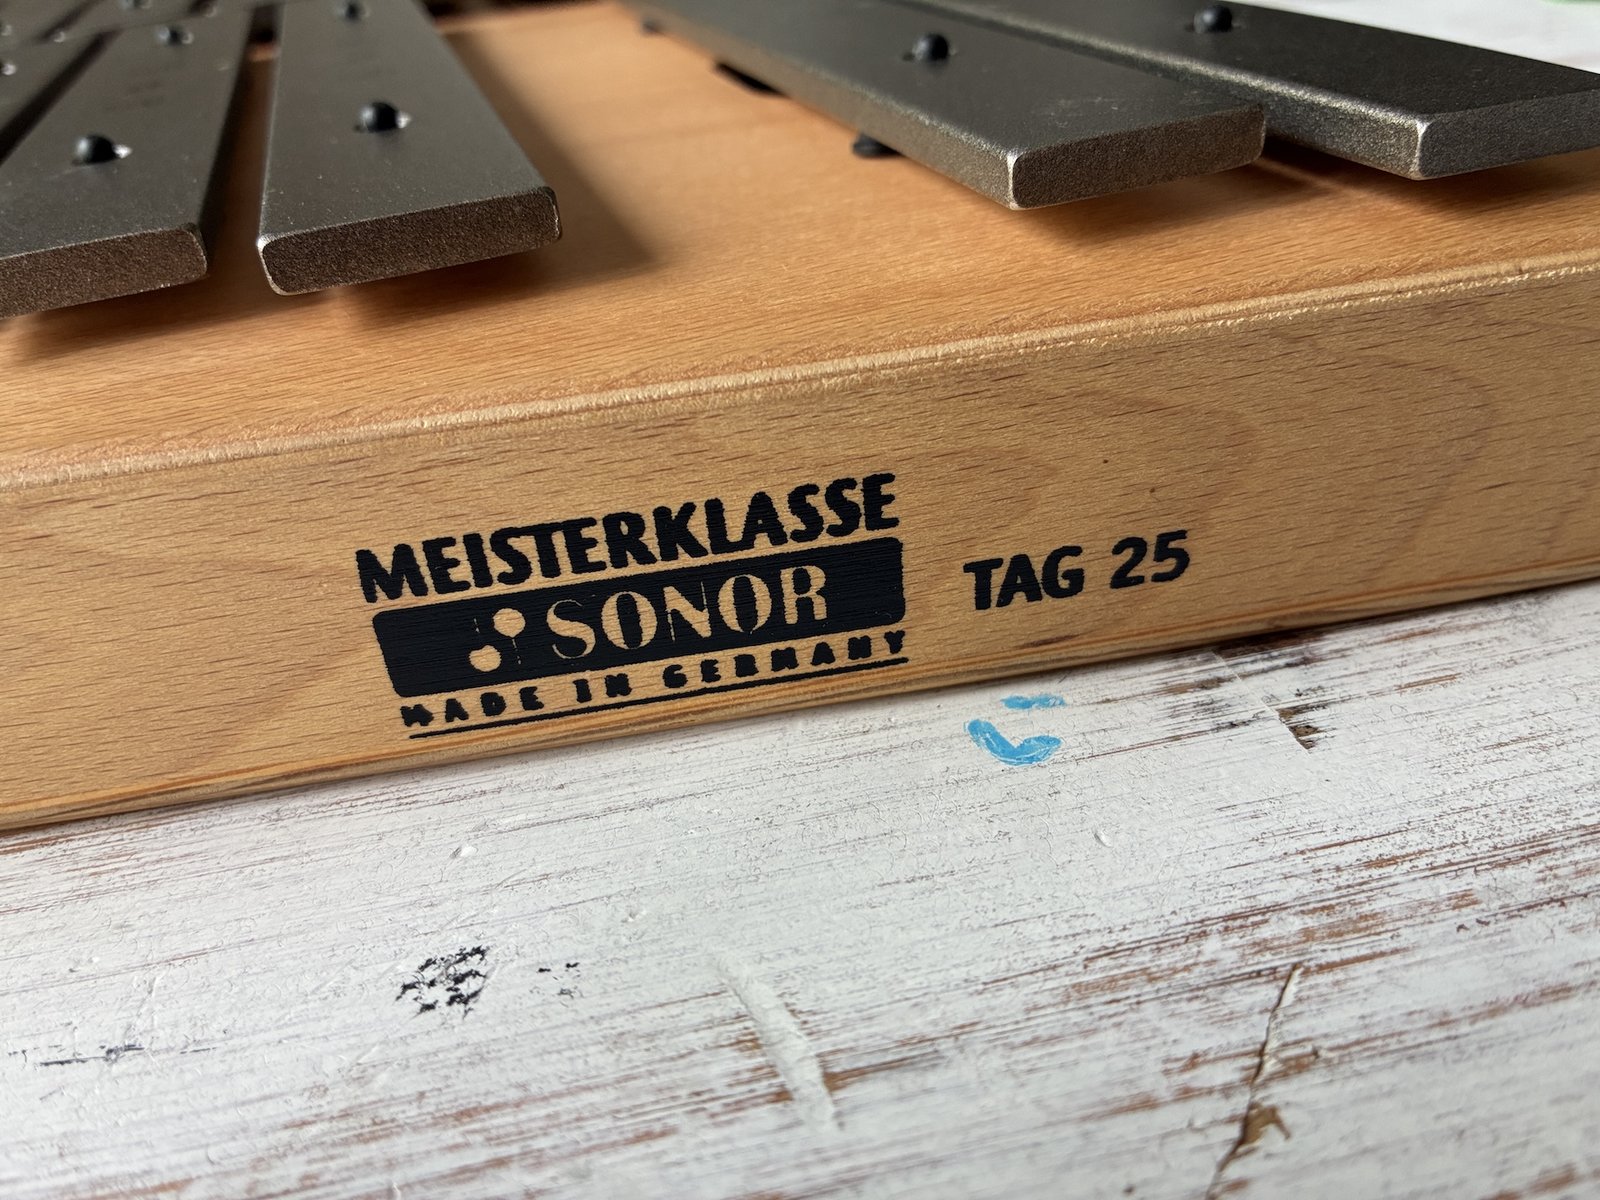 MEISTERKLASSE
SONOR
MADE IN GERMANY
TAG 25